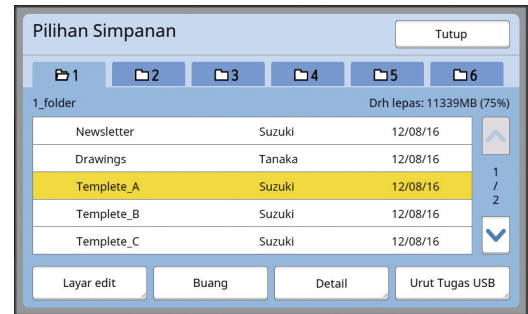 Pilihan Simpanan Tutup
1 2 3 4 5 6
1_folder Drh lepas: 11339MB (75%)
Newsletter Suzuki 12/08/16
Drawings Tanaka 12/08/16
Templete_A Suzuki 12/08/16
Templete_B Suzuki 12/08/16
Templete_C Suzuki 12/08/16
1
/
2
Layar edit Buang Detail Urut Tugas USB